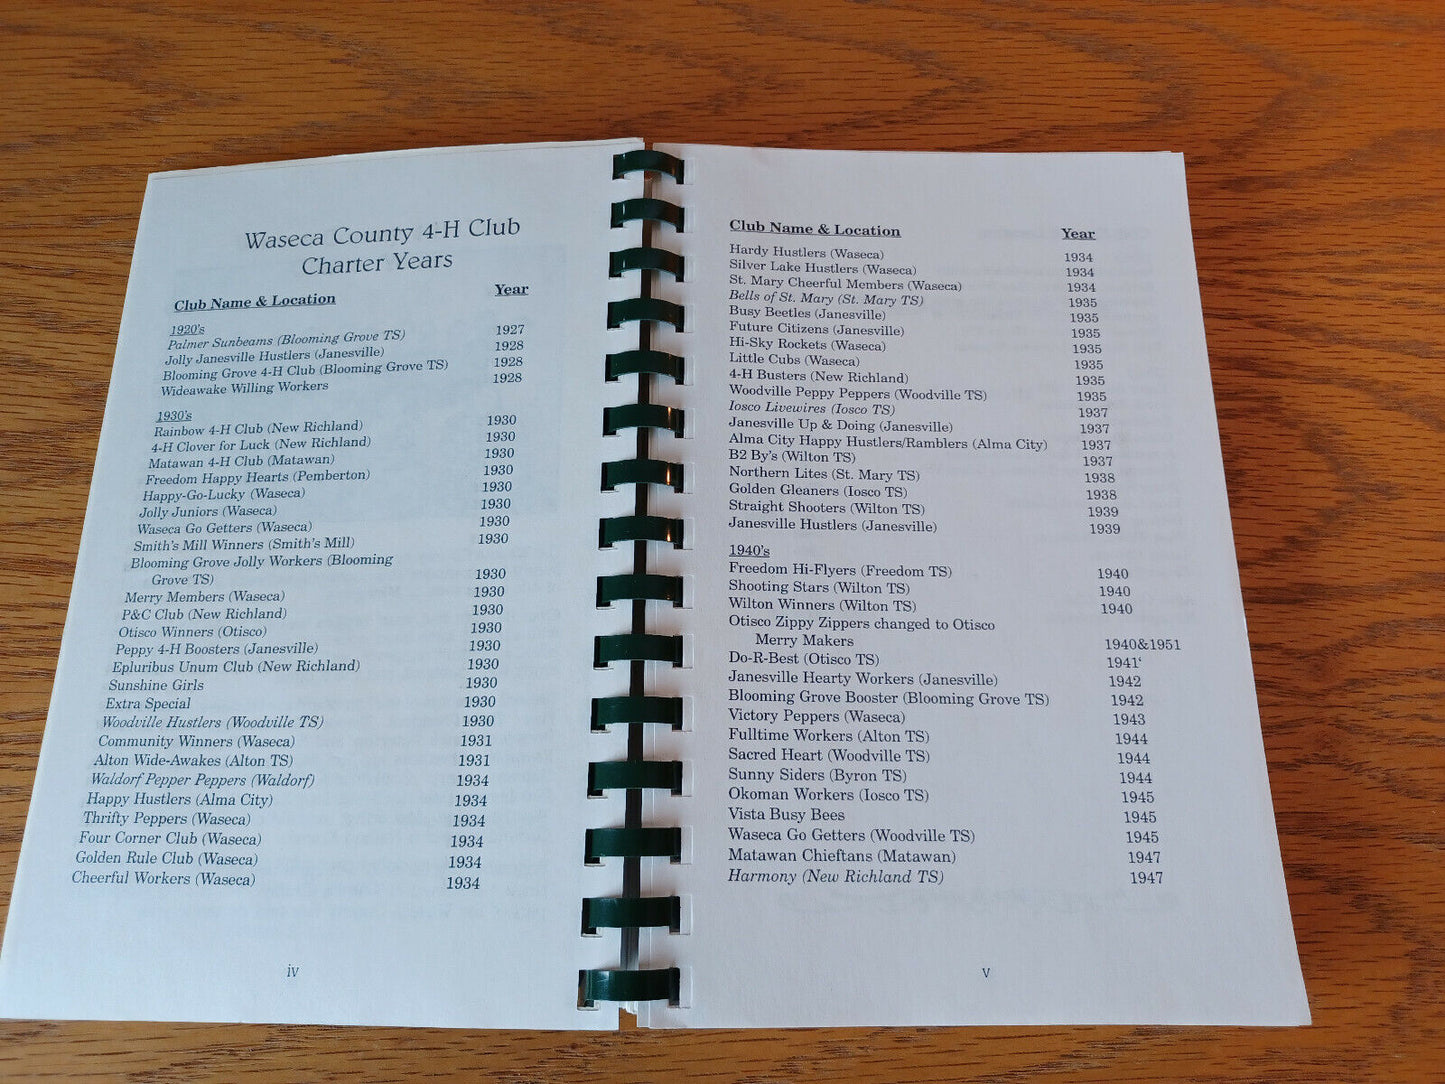 Waseca County 4-H Club
Charter Years
Club Name & Location Year
1920's
Palmer Sunbeams (Blooming Grove TS) 1927
Jolly Janesville Hustlers (Janesville) 1928
Blooming Grove 4-H Club (Blooming Grove TS) 1928
Wideawake Willing Workers 1928
1930's
Rainbow 4-H Club (New Richland) 1930
4-H Clover for Luck (New Richland) 1930
Matawan 4-H Club (Matawan) 1930
Freedom Happy Hearts (Pemberton) 1930
Happy-Go-Lucky (Waseca) 1930
Jolly Juniors (Waseca) 1930
Waseca Go Getters (Waseca) 1930
Smith's Mill Winners (Smith's Mill) 1930
Blooming Grove Jolly Workers (Blooming
Grove TS) 1930
Merry Members (Waseca) 1930
P&C Club (New Richland) 1930
Otisco Winners (Otisco) 1930
Peppy 4-H Boosters (Janesville) 1930
Epluribus Unum Club (New Richland) 1930
Sunshine Girls 1930
Extra Special 1930
Woodville Hustlers (Woodville TS) 1930
Community Winners (Waseca) 1931
Alton Wide-Awakes (Alton TS) 1931
Waldorf Pepper Peppers (Waldorf) 1934
Happy Hustlers (Alma City) 1934
Thrifty Peppers (Waseca) 1934
Four Corner Club (Waseca) 1934
Golden Rule Club (Waseca) 1934
Cheerful Workers (Waseca) 1934
iv
Club Name & Location Year
Hardy Hustlers (Waseca) 1934
Silver Lake Hustlers (Waseca) 1934
St. Mary Cheerful Members (Waseca) 1934
Bells of St. Mary (St. Mary TS) 1935
Busy Beetles (Janesville) 1935
Future Citizens (Janesville) 1935
Hi-Sky Rockets (Waseca) 1935
Little Cubs (Waseca) 1935
4-H Busters (New Richland) 1935
Woodville Peppy Peppers (Woodville TS) 1935
Iosco Livewires (Iosco TS) 1937
Janesville Up & Doing (Janesville) 1937
Alma City Happy Hustlers/Ramblers (Alma City) 1937
B2 By's (Wilton TS) 1937
Northern Lites (St. Mary TS) 1938
Golden Gleaners (Iosco TS) 1938
Straight Shooters (Wilton TS) 1939
Janesville Hustlers (Janesville) 1939
1940's
Freedom Hi-Flyers (Freedom TS) 1940
Shooting Stars (Wilton TS) 1940
Wilton Winners (Wilton TS) 1940
Otisco Zippy Zippers changed to Otisco
Merry Makers 1940&1951
Do-R-Best (Otisco TS) 1941‘
Janesville Hearty Workers (Janesville) 1942
Blooming Grove Booster (Blooming Grove TS) 1942
Victory Peppers (Waseca) 1943
Fulltime Workers (Alton TS) 1944
Sacred Heart (Woodville TS) 1944
Sunny Siders (Byron TS) 1944
Okoman Workers (Iosco TS) 1945
Vista Busy Bees 1945
Waseca Go Getters (Woodville TS) 1945
Matawan Chieftans (Matawan) 1947
Harmony (New Richland TS) 1947
v